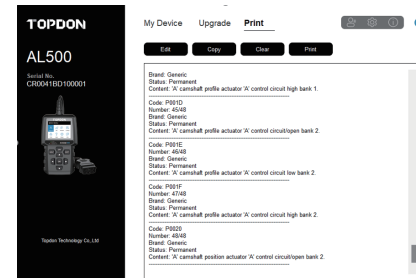 TOPDON
AL500
Serial No.
CR0041BD100001
Topdon Technology Co., Ltd
My Device Upgrade Print
Edit Copy Clear Print
Brand: Generic
Status: Permanent
Content: 'A' camshaft profile actuator 'A' control circuit high bank 1.
Code: P001D
Number: 45/48
Brand: Generic
Status: Permanent
Content: 'A' camshaft profile actuator 'A' control circuit/open bank 2.
Code: P001E
Number: 46/48
Brand: Generic
Status: Permanent
Content: 'A' camshaft profile actuator 'A' control circuit low bank 2.
Code: P001F
Number: 47/48
Brand: Generic
Status: Permanent
Content: 'A' camshaft profile actuator 'A' control circuit high bank 2.
Code: P0020
Number: 48/48
Brand: Generic
Status: Permanent
Content: 'A' camshaft position actuator 'A' control circuit/open bank 2.